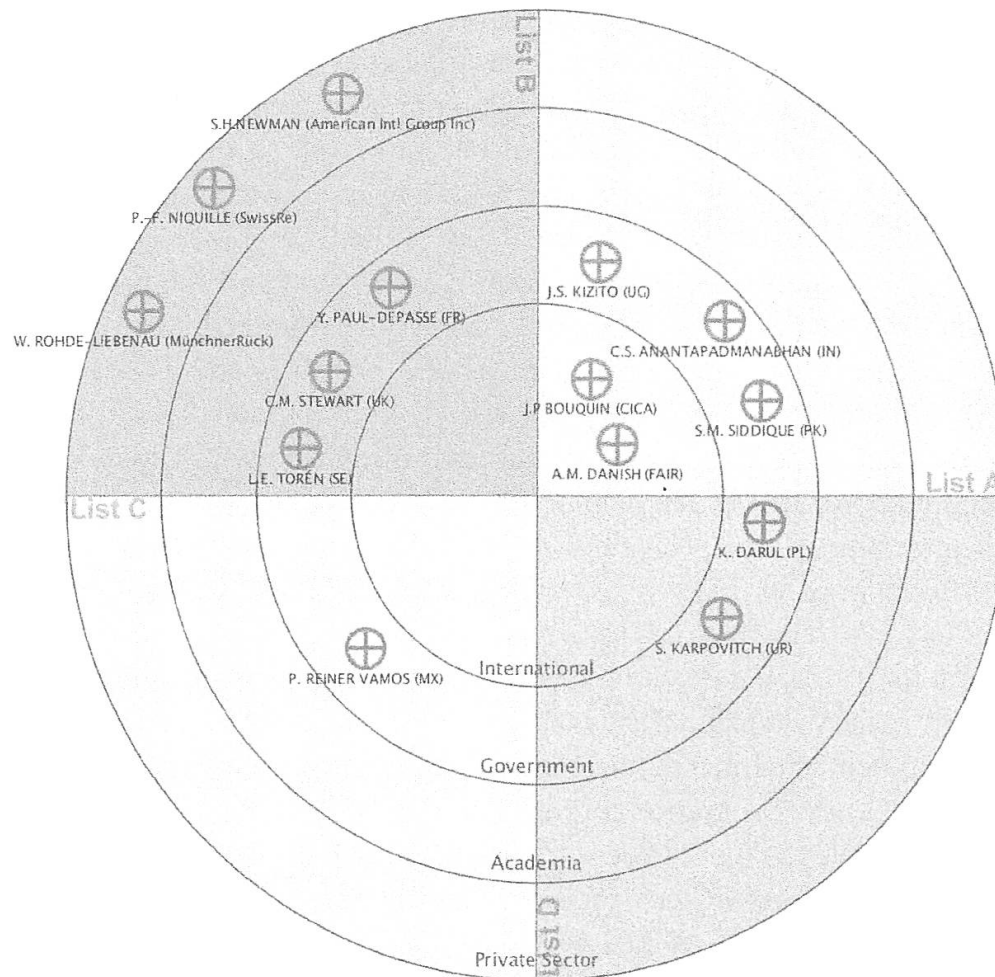 List B
S.H.NEWMAN (American Intl Group Inc)
P.-F. NIQUILLE (SwissRe)
J.S. KIZITO (UG)
Y. PAUL-DEPASSE (FR)
W. ROHDE-LIEBENAU (MünchnerRück)
C.S. ANANTAPADMANABHAN (IN)
C.M. STEWART (UK)
J.P BOUQUIN (CICA)
S.M. SIDDIQUE (PK)
L.E. TORÉN (SE)
A.M. DANISH (FAIR)
List A
List C
K. DARUL (PL)
S. KARPOVITCH (UR)
International
P. REINER VAMOS (MX)
Government
Academia
List D
Private Sector